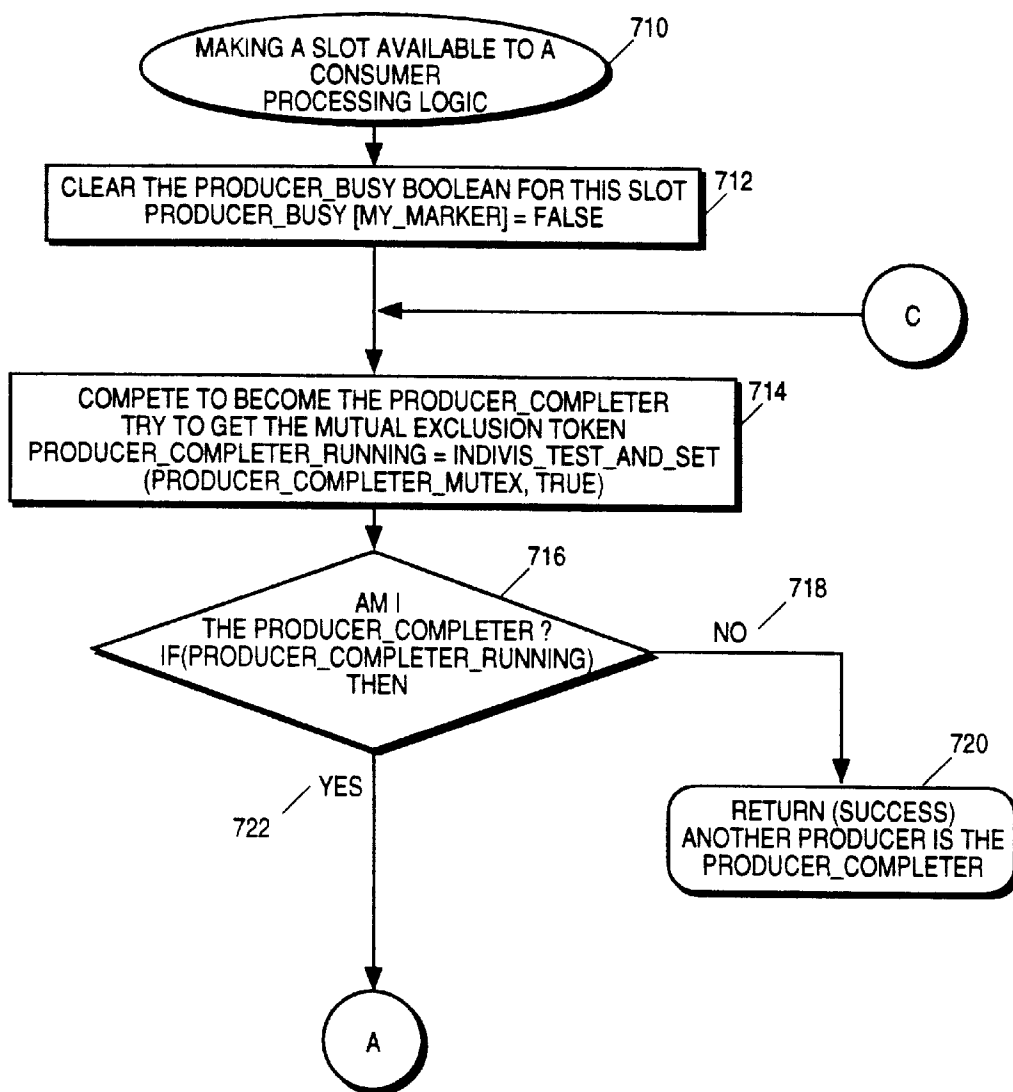 710
MAKING A SLOT AVAILABLE TO A
CONSUMER
PROCESSING LOGIC
712
CLEAR THE PRODUCER_BUSY BOOLEAN FOR THIS SLOT
PRODUCER_BUSY [MY_MARKER] = FALSE
C
714
COMPETE TO BECOME THE PRODUCER_COMPLETER
TRY TO GET THE MUTUAL EXCLUSION TOKEN
PRODUCER_COMPLETER_RUNNING = INDIVIS_TEST_AND_SET
(PRODUCER_COMPLETER_MUTEX, TRUE)
716
AM I
THE PRODUCER_COMPLETER ?
IF(PRODUCER_COMPLETER_RUNNING)
THEN
718
NO
720
RETURN (SUCCESS)
ANOTHER PRODUCER IS THE
PRODUCER_COMPLETER
YES
722
A